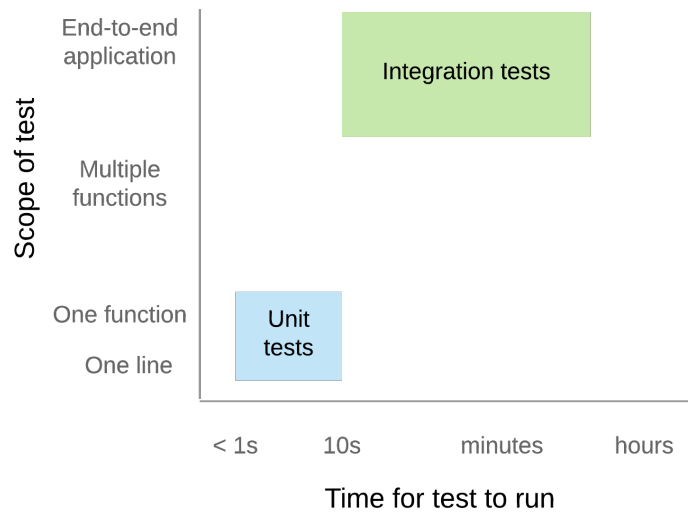 End-to-end
application
Integration tests
Scope of test
Multiple
functions
One function
Unit
tests
One line
< 1s
10s
minutes
hours
Time for test to run